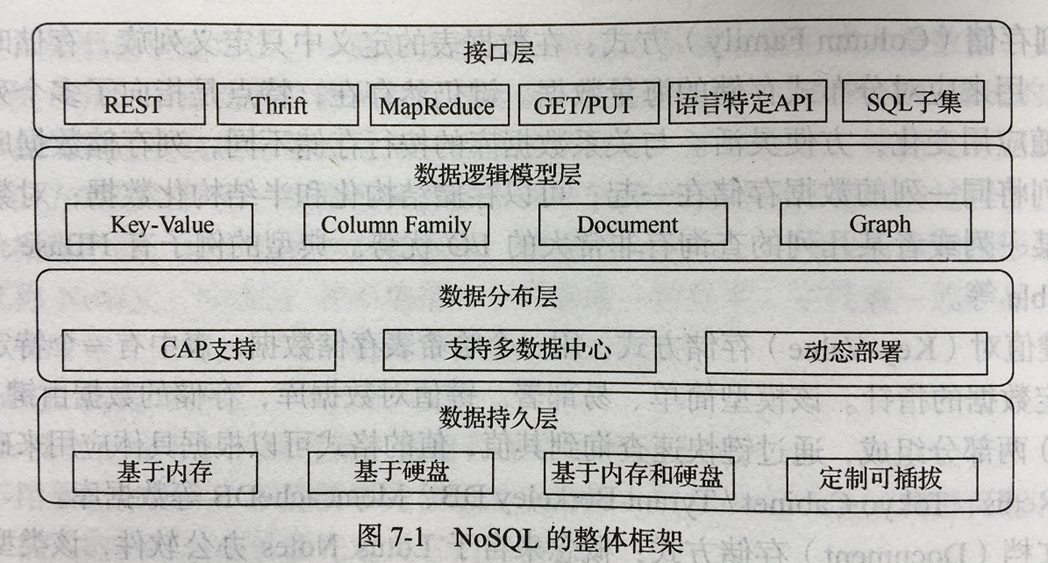 接口层
REST Thrift MapReduce GET/PUT 语言特定API SQL子集
数据逻辑模型层
Key-Value Column Family Document Graph
数据分布层
CAP支持 支持多数据中心 动态部署
数据持久层
基于内存 基于硬盘 基于内存和硬盘 定制可插拔
图 7-1 NoSQL 的整体框架